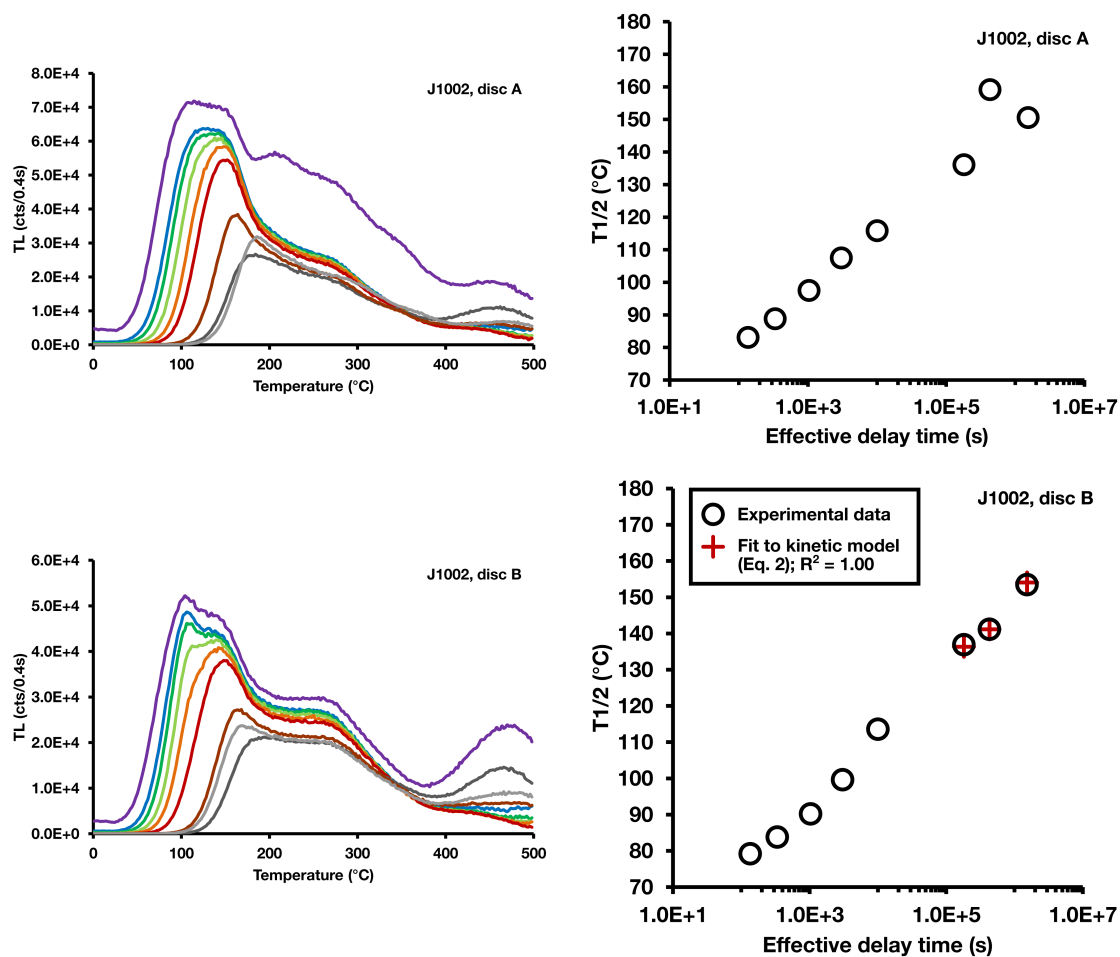 8.0E+4
7.0E+4
6.0E+4
5.0E+4
4.0E+4
3.0E+4
2.0E+4
1.0E+4
0.0E+0
TL (cts/0.4s)
J1002, disc A
0 100 200 300 400 500
Temperature (°C)
180
170
160
150
140
130
120
110
100
90
80
70
T1/2 (°C)
J1002, disc A
1.0E+1 1.0E+3 1.0E+5 1.0E+7
Effective delay time (s)
6.0E+4
5.0E+4
4.0E+4
3.0E+4
2.0E+4
1.0E+4
0.0E+0
TL (cts/0.4s)
J1002, disc B
0 100 200 300 400 500
Temperature (°C)
180
170
160
150
140
130
120
110
100
90
80
70
T1/2 (°C)
J1002, disc B
Experimental data
Fit to kinetic model
(Eq. 2); R² = 1.00
1.0E+1 1.0E+3 1.0E+5 1.0E+7
Effective delay time (s)